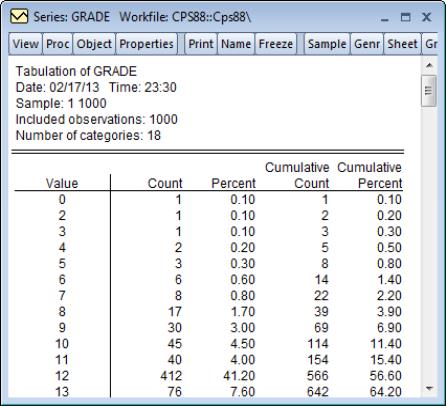 Series: GRADE Workfile: CPS88::Cps88\
View Proc Object Properties Print Name Freeze Sample Genr Sheet Gr
Tabulation of GRADE
Date: 02/17/13 Time: 23:30
Sample: 1 1000
Included observations: 1000
Number of categories: 18
Cumulative Cumulative
Value Count Percent Count Percent
0 1 0.10 1 0.10
2 1 0.10 2 0.20
3 1 0.10 3 0.30
4 2 0.20 5 0.50
5 3 0.30 8 0.80
6 6 0.60 14 1.40
7 8 0.80 22 2.20
8 17 1.70 39 3.90
9 30 3.00 69 6.90
10 45 4.50 114 11.40
11 40 4.00 154 15.40
12 412 41.20 566 56.60
13 76 7.60 642 64.20